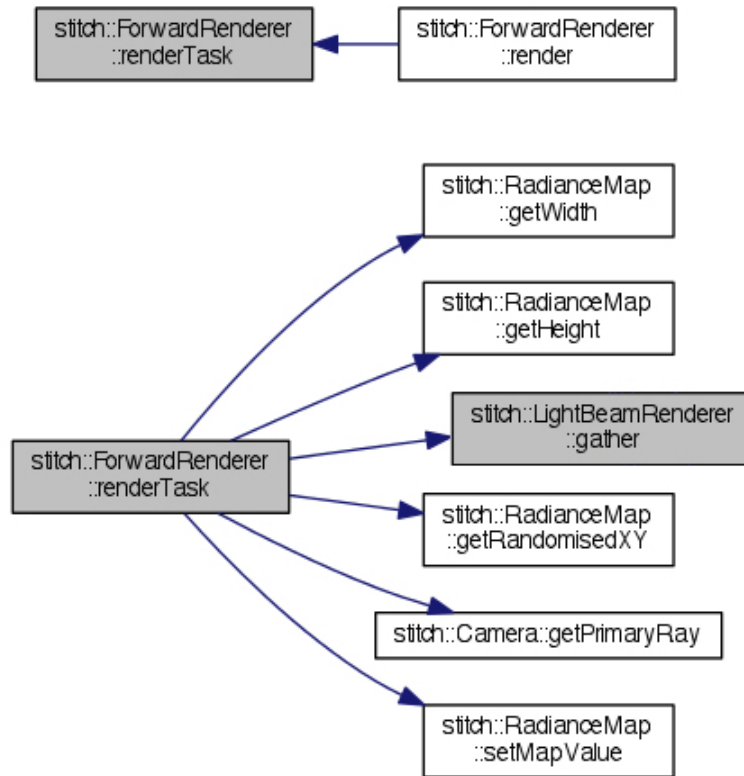 stitch::ForwardRenderer
::renderTask
stitch::ForwardRenderer
::render
stitch::RadianceMap
::getWidth
stitch::RadianceMap
::getHeight
stitch::LightBeamRenderer
::gather
stitch::ForwardRenderer
::renderTask
stitch::RadianceMap
::getRandomisedXY
stitch::Camera::getPrimaryRay
stitch::RadianceMap
::setMapValue